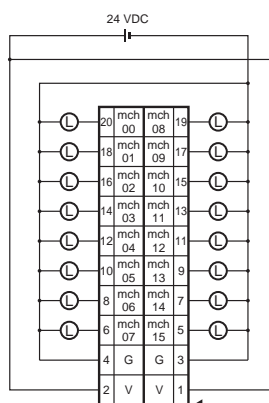 24 VDC
L 20 mch 00 mch 08 19 L
L 18 mch 01 mch 09 17 L
L 16 mch 02 mch 10 15 L
L 14 mch 03 mch 11 13 L
L 12 mch 04 mch 12 11 L
L 10 mch 05 mch 13 9 L
L 8 mch 06 mch 14 7 L
L 6 mch 07 mch 15 5 L
4 G G 3
2 V V 1